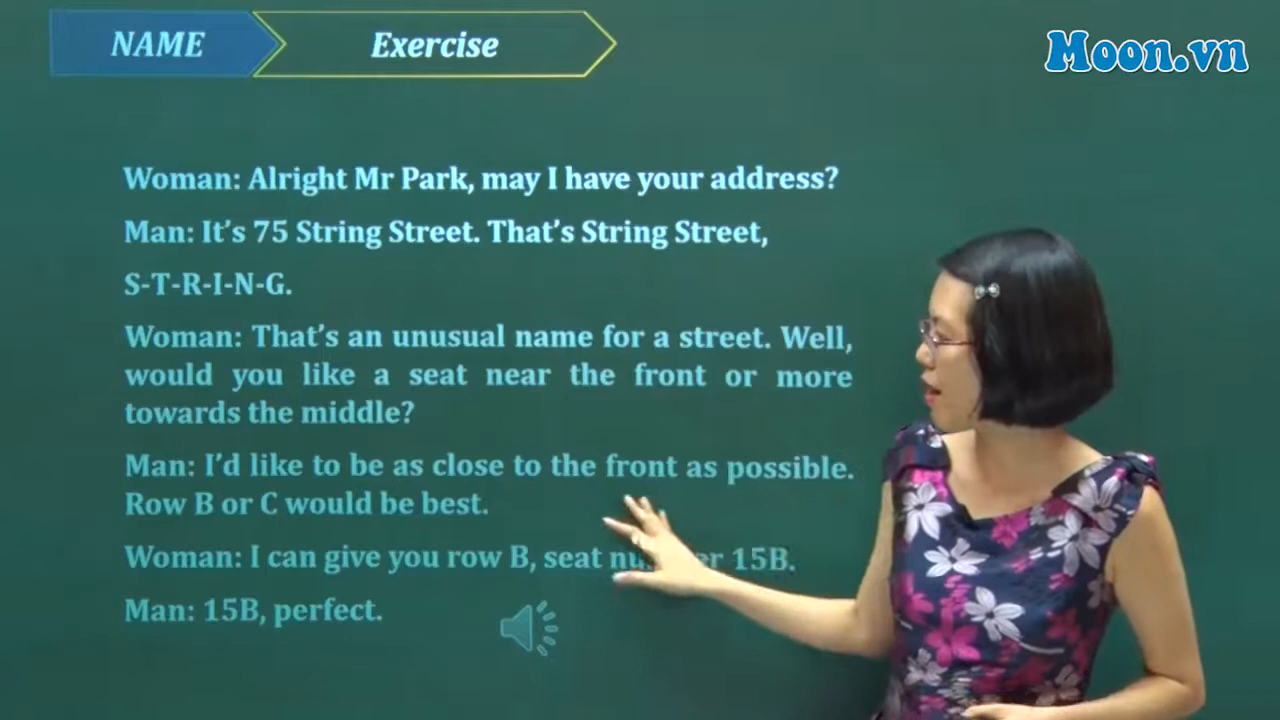 NAME
Exercise
Moon.vn
Woman: Alright Mr Park, may I have your address?
Man: It's 75 String Street. That's String Street,
S-T-R-I-N-G.
Woman: That's an unusual name for a street. Well,
would you like a seat near the front or more
towards the middle?
Man: I'd like to be as close to the front as possible.
Row B or C would be best.
Woman: I can give you row B, seat number 15B.
Man: 15B, perfect.